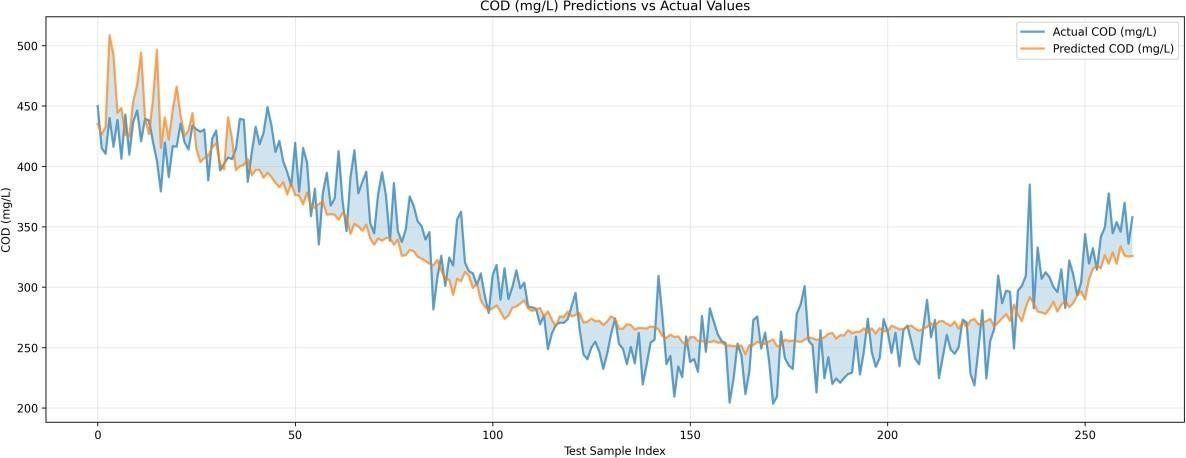 COD (mg/L) Predictions vs Actual Values
Actual COD (mg/L)
Predicted COD (mg/L)
COD (mg/L)
500
450
400
350
300
250
200
0 50 100 150 200 250
Test Sample Index